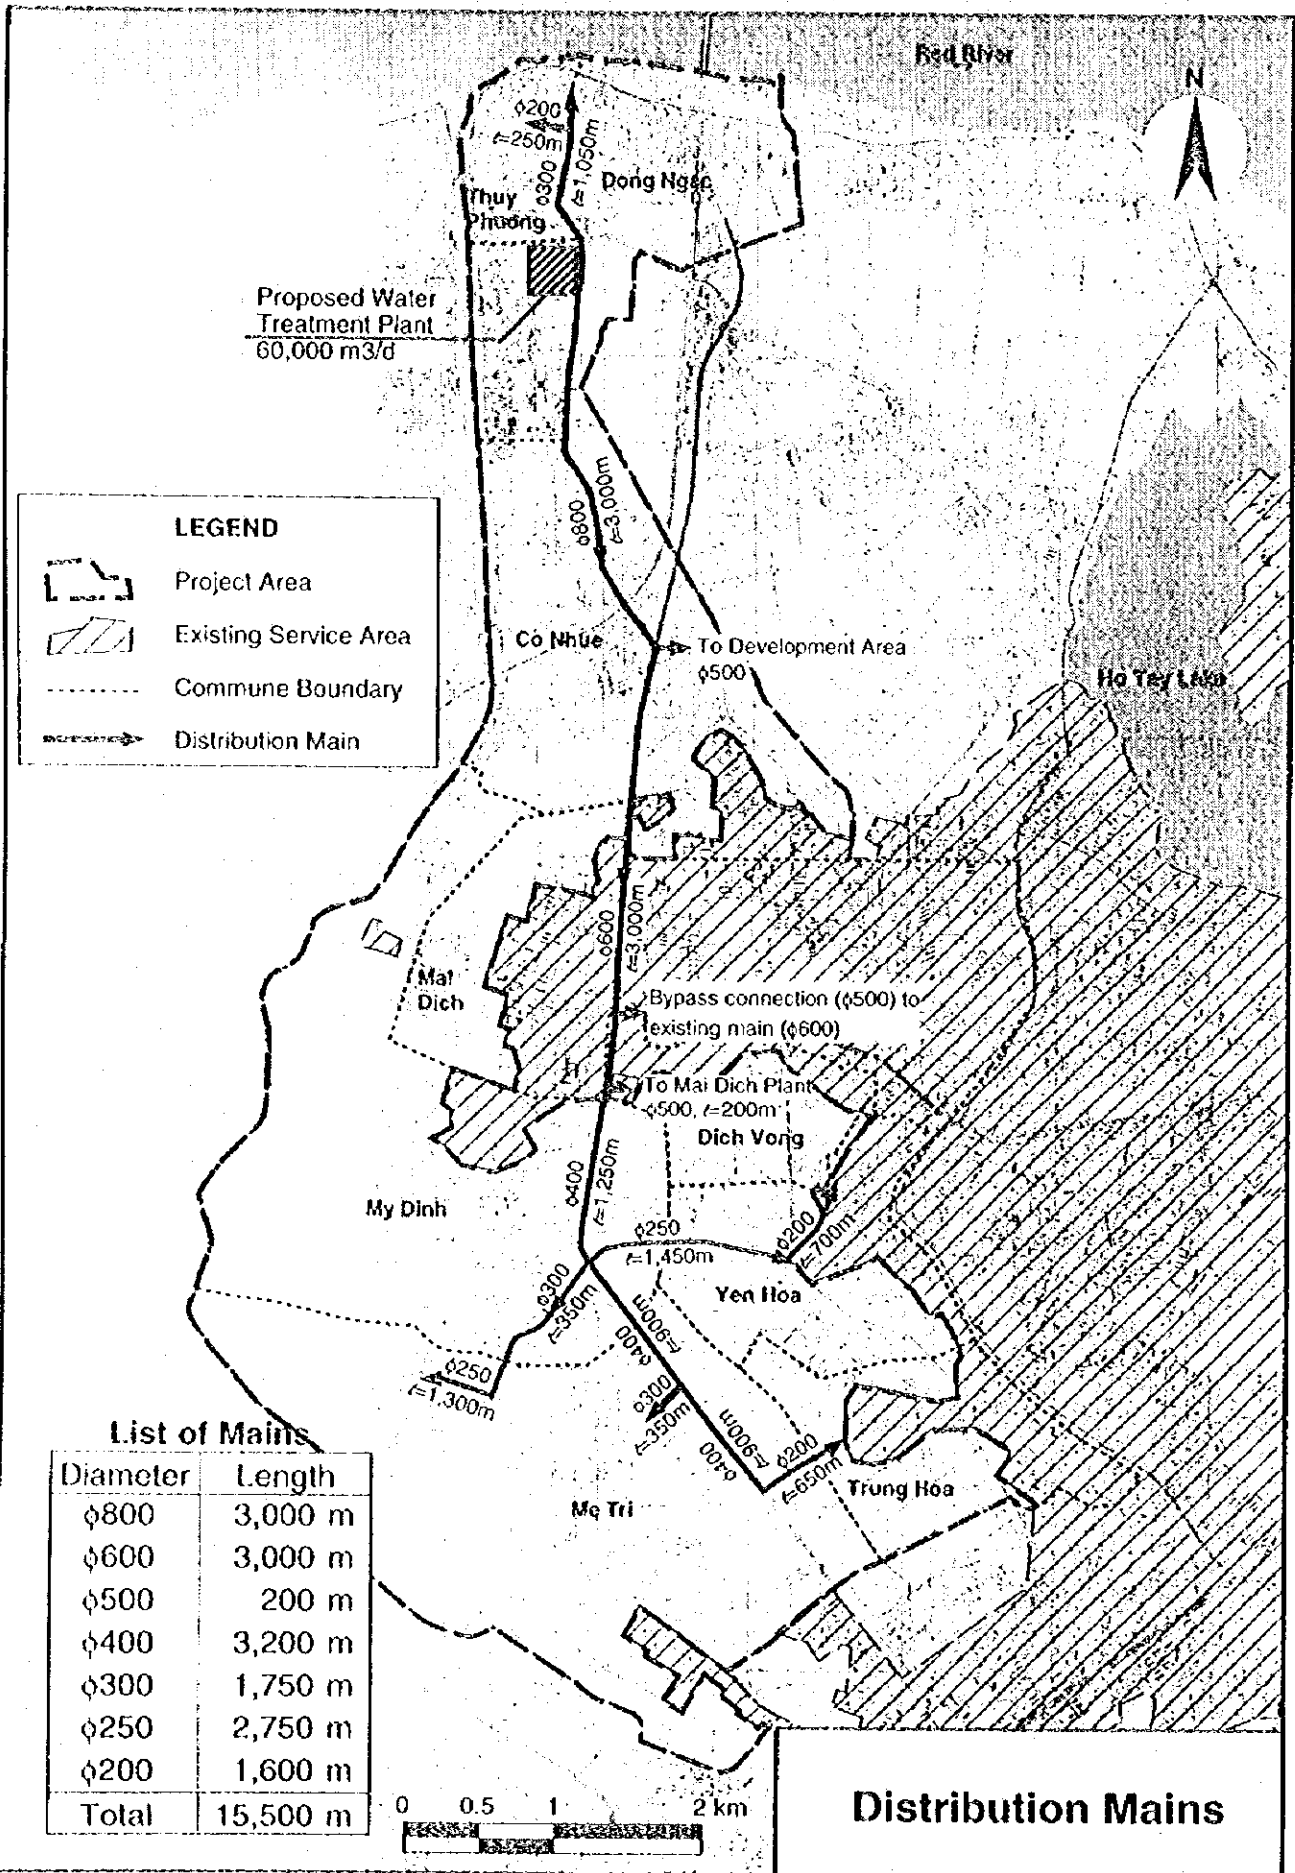 Red River
N
φ200
ℓ=250m
φ300
ℓ=1,050m
Dong Ngac
Thuy
Phuong
Proposed Water
Treatment Plant
60,000 m3/d
LEGEND
Project Area
Existing Service Area
Commune Boundary
Distribution Main
φ800
ℓ=3,000m
Co Nhue
To Development Area
φ500
Ho Tay Lake
φ600
ℓ=3,000m
Mai
Dich
Bypass connection (φ500) to
existing main (φ600)
To Mai Dich Plant
φ500, ℓ=200m
Dich Vong
φ400
ℓ=1,250m
My Dinh
φ250
ℓ=1,450m
φ200
ℓ=700m
Yen Hoa
φ300
ℓ=350m
ℓ=900m
φ400
φ250
ℓ=1,300m
φ300
ℓ=350m
ℓ=900m
φ400
φ200
ℓ=650m
Trung Hoa
Me Tri
List of Mains
Diameter Length
φ800 3,000 m
φ600 3,000 m
φ500 200 m
φ400 3,200 m
φ300 1,750 m
φ250 2,750 m
φ200 1,600 m
Total 15,500 m
0 0.5 1 2 km
Distribution Mains